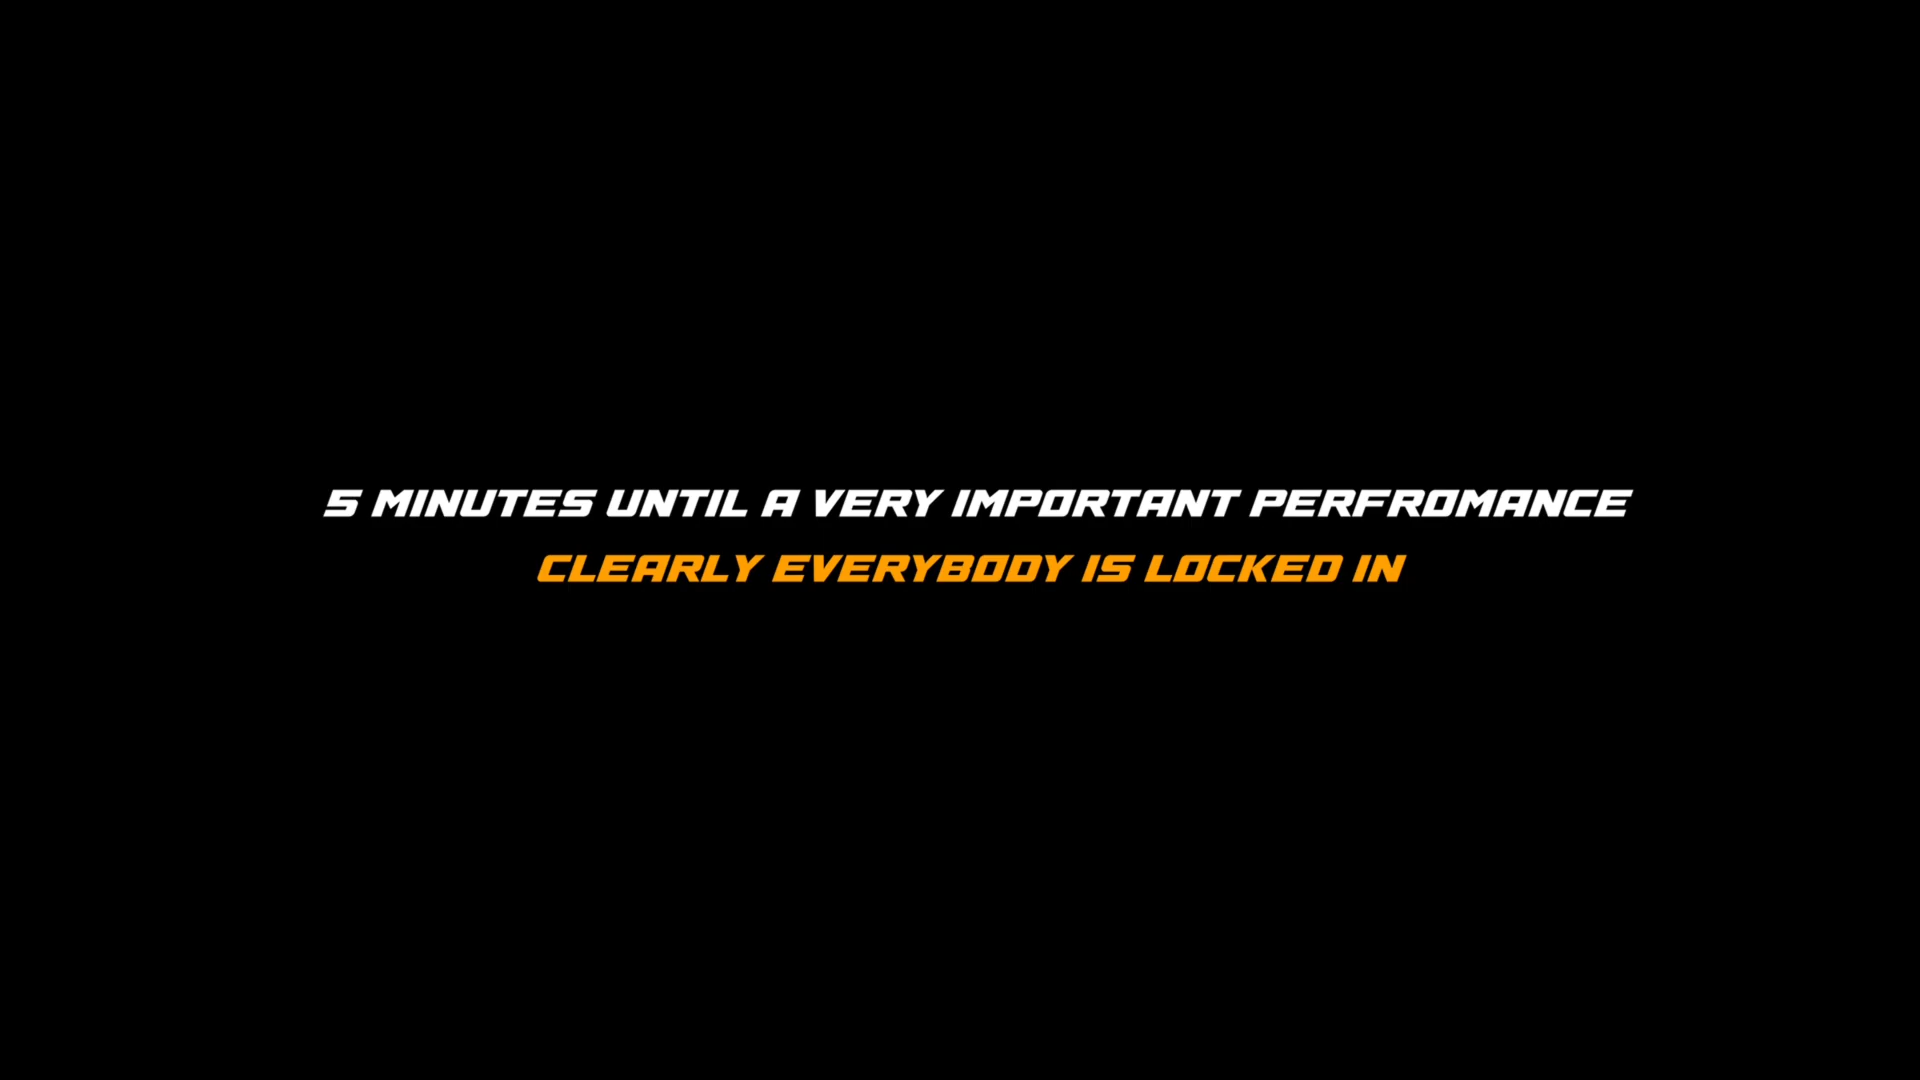 5 MINUTES UNTIL A VERY IMPORTANT PERFROMANCE
CLEARLY EVERYBODY IS LOCKED IN